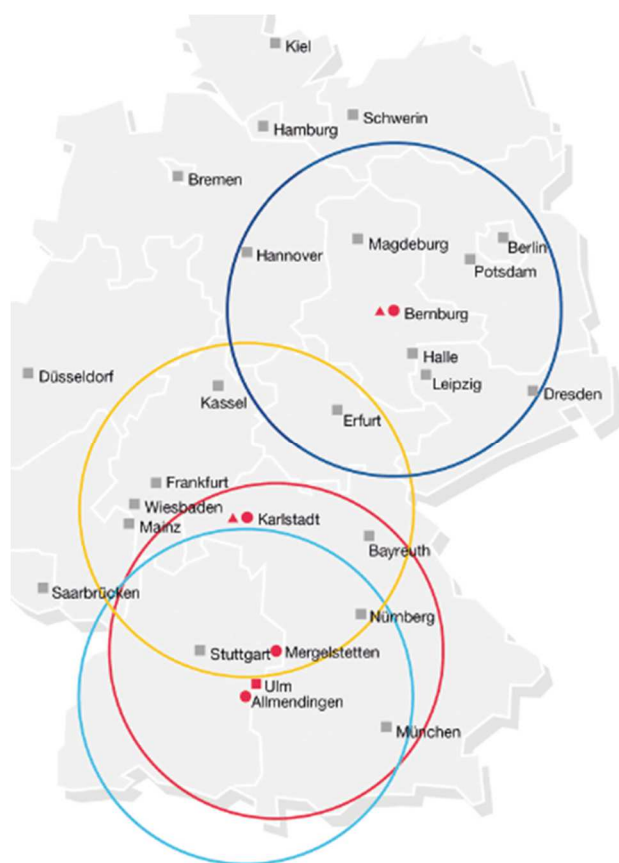 Kiel
Schwerin
Hamburg
Bremen
Berlin
Magdeburg
Hannover
Potsdam
Bernburg
Halle
Düsseldorf
Leipzig
Kassel
Dresden
Erfurt
Frankfurt
Wiesbaden
Karlstadt
Mainz
Bayreuth
Saarbrücken
Nürnberg
Stuttgart
Mergelstetten
Ulm
Allmendingen
München